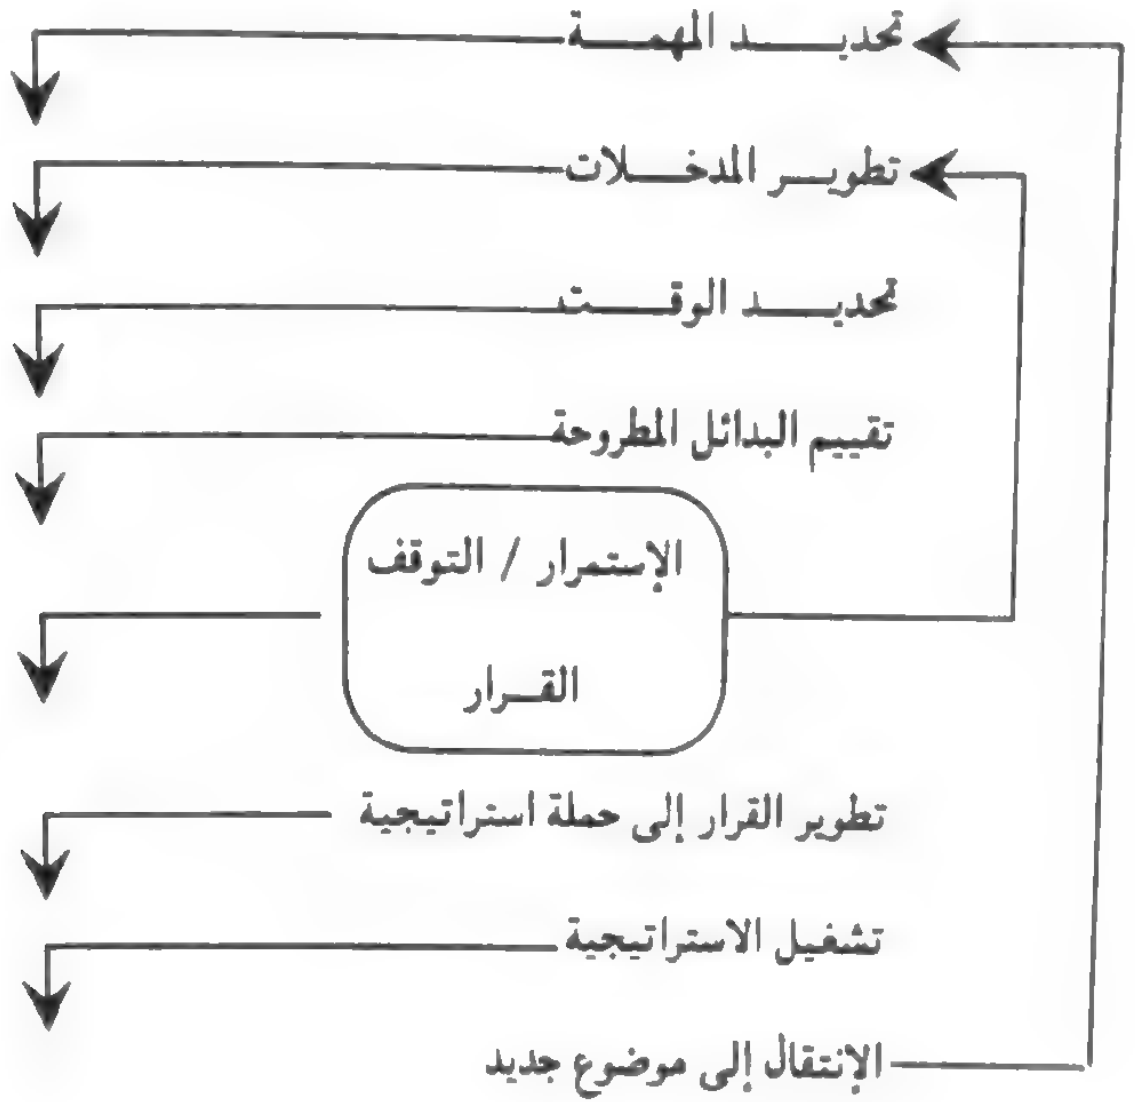 تحديد المهمة
تطوير المدخلات
تحديد الوقت
تقييم البدائل المطروحة
الإستمرار / التوقف
القرار
تطوير القرار إلى حملة استراتيجية
تشغيل الاستراتيجية
الإنتقال إلى موضوع جديد